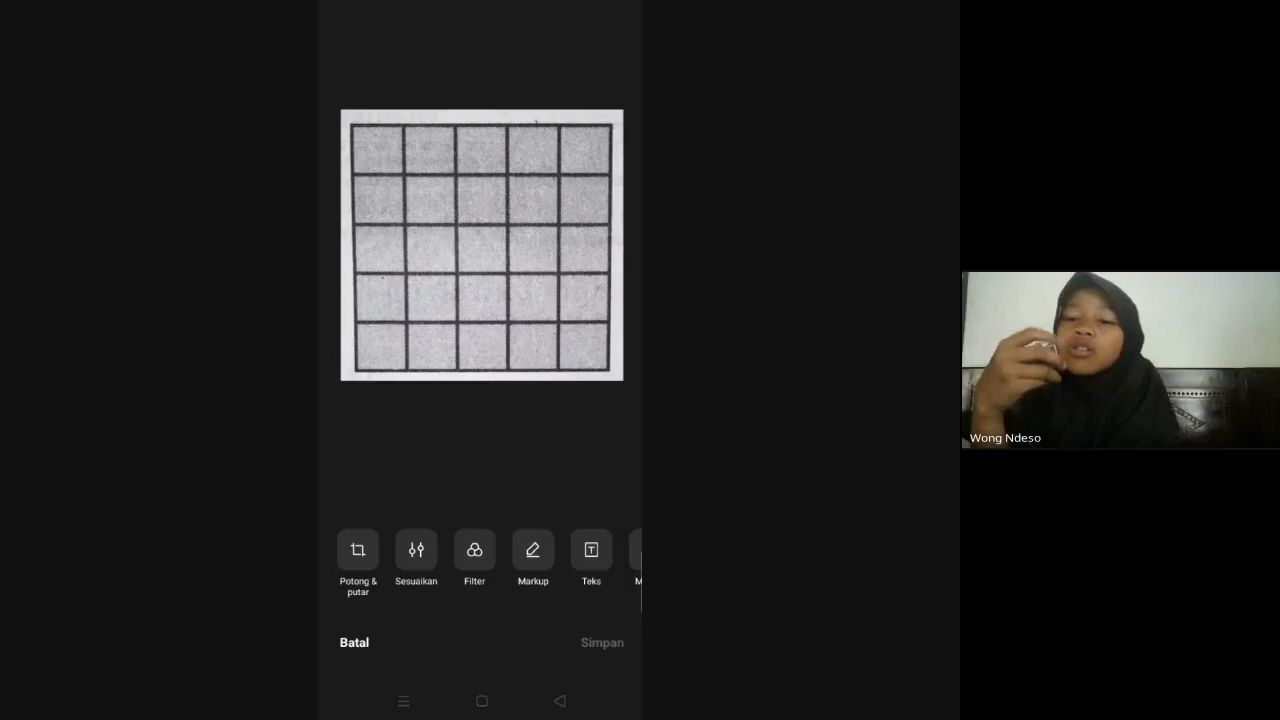 Potong &
putar
Sesuaikan
Filter
Markup
Teks
M
Batal
Simpan
Wong Ndeso